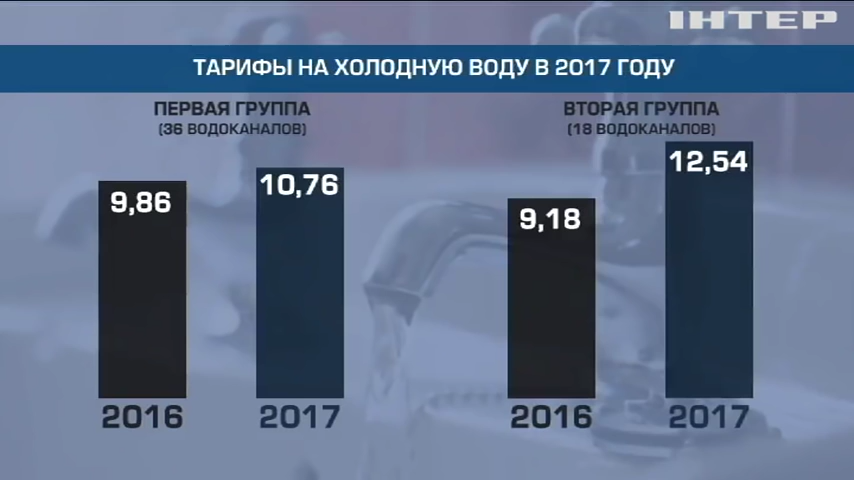 ІНТЕР
ТАРИФЫ НА ХОЛОДНУЮ ВОДУ В 2017 ГОДУ
ПЕРВАЯ ГРУППА
(36 ВОДОКАНАЛОВ)
9,86
10,76
2016
2017
ВТОРАЯ ГРУППА
(18 ВОДОКАНАЛОВ)
9,18
12,54
2016
2017